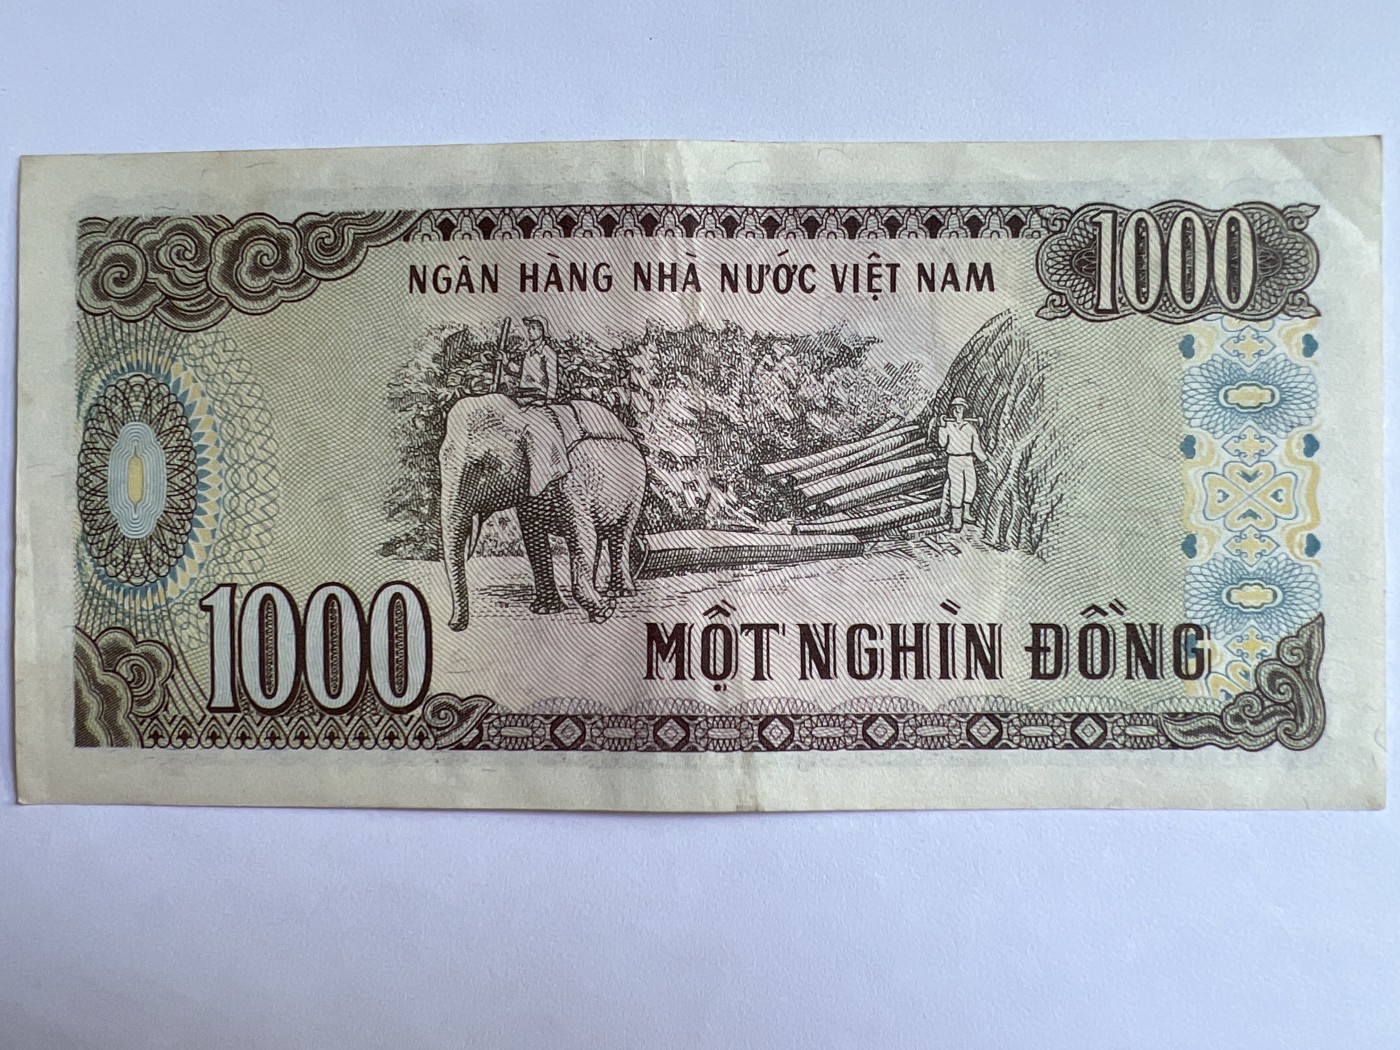 1000
NGÂN HÀNG NHÀ NƯỚC VIỆT NAM
1000
MỘT NGHÌN ĐỒNG